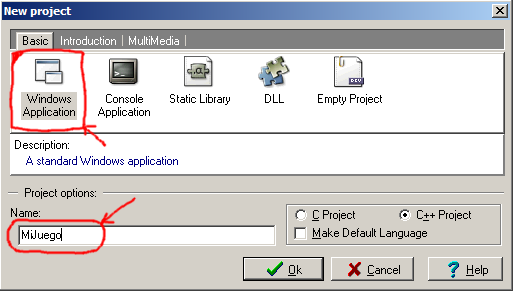 New project
Basic Introduction MultiMedia
Windows Application
Console Application
Static Library
DLL
Empty Project
Description:
A standard Windows application
Project options:
Name:
MiJuego
C Project
C++ Project
Make Default Language
Ok
Cancel
Help